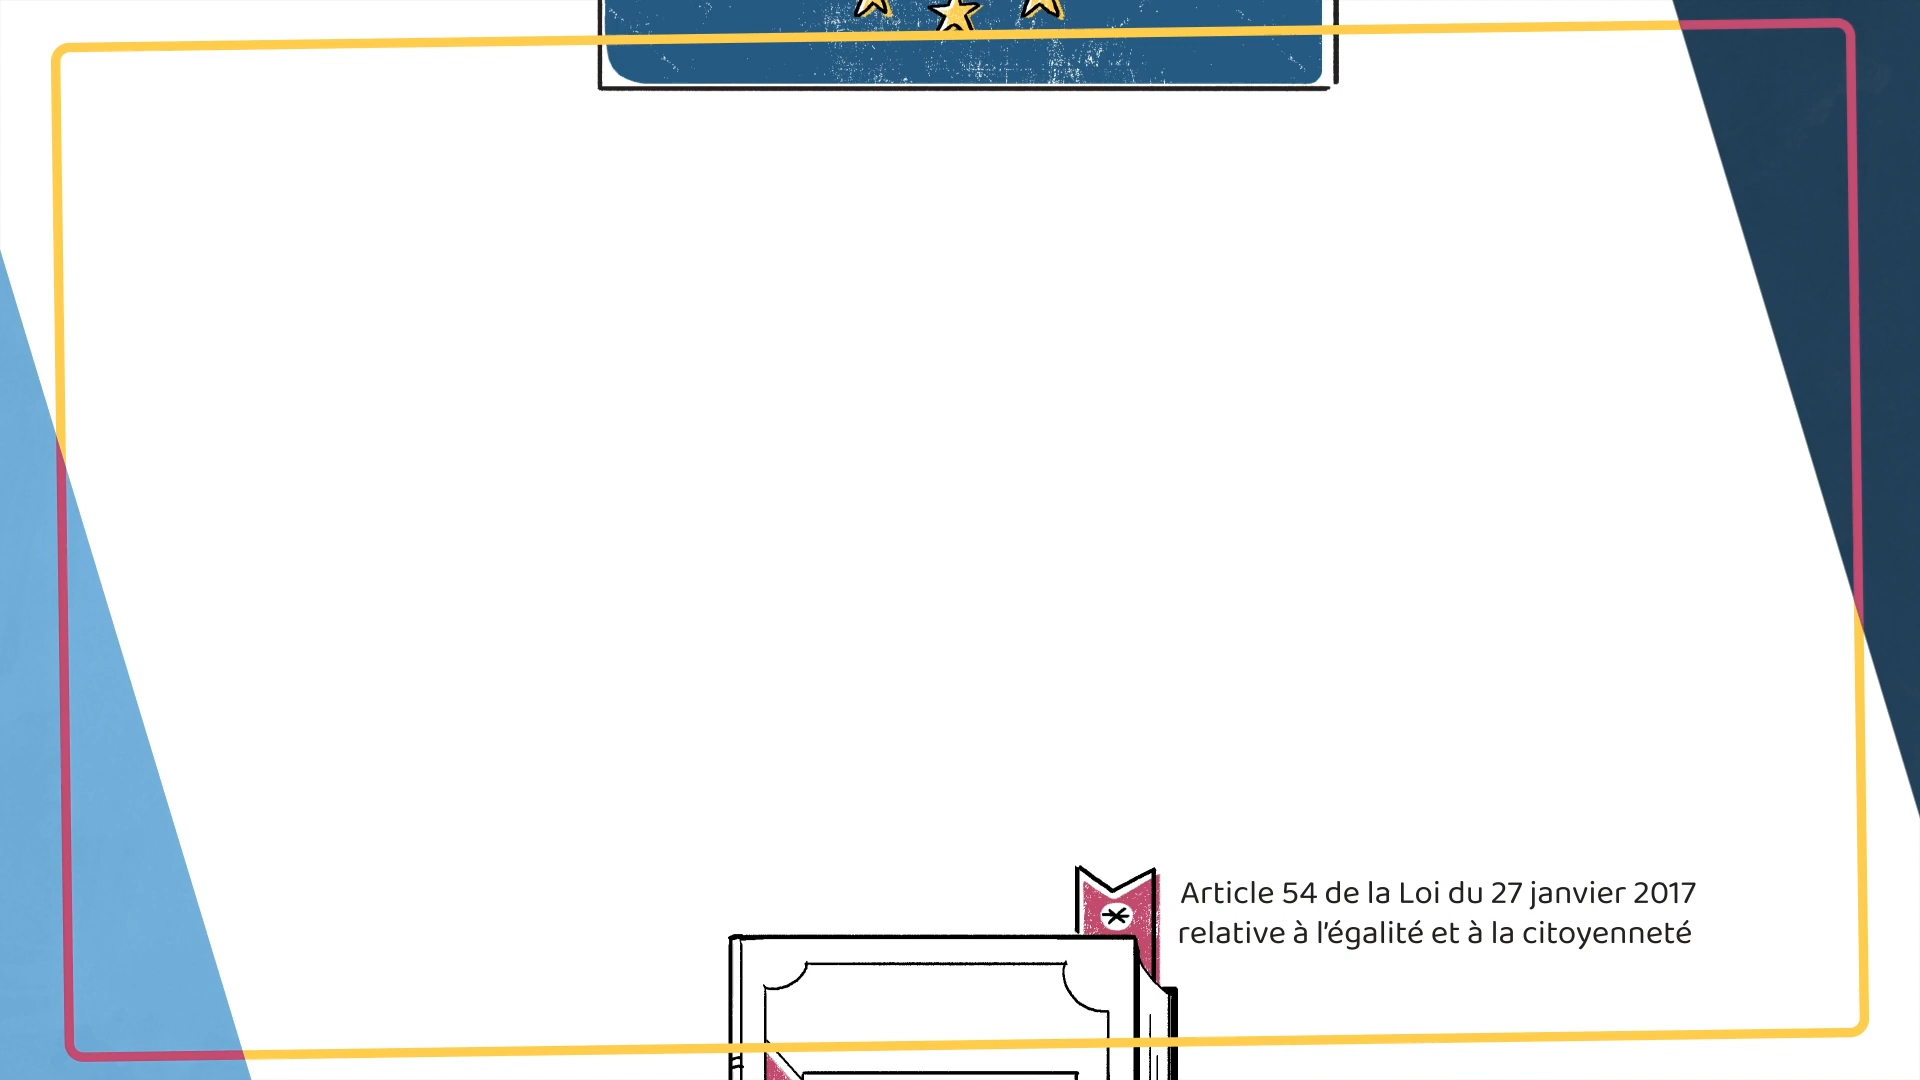 Article 54 de la Loi du 27 janvier 2017
relative à l'égalité et à la citoyenneté